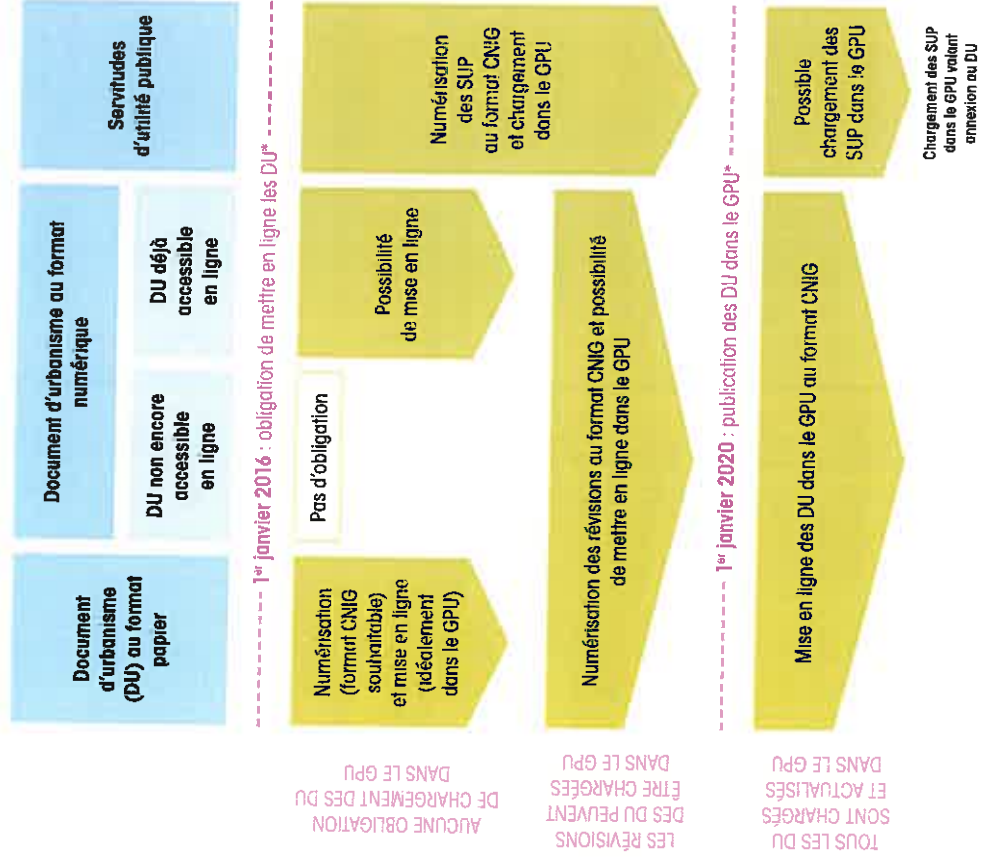 Document
d'urbanisme
(DU) au format
papier
Document d'urbanisme au format
numérique
DU non encore
accessible
en ligne
DU déjà
accessible
en ligne
Servitudes
d'utilité publique
1er janvier 2016 : obligation de mettre en ligne les DU*
AUCUNE OBLIGATION
DE CHARGEMENT DES DU
DANS LE GPU
Numérisation
(format CNIG
souhaitable)
et mise en ligne
(idéalement
dans le GPU)
Pas d'obligation
Possibilité
de mise en ligne
Numérisation
des SUP
au format CNIG
et chargement
dans le GPU
LES RÉVISIONS
DES DU PEUVENT
ÊTRE CHARGÉES
DANS LE GPU
Numérisation des révisions au format CNIG et possibilité
de mettre en ligne dans le GPU
1er janvier 2020 : publication des DU dans le GPU*
TOUS LES DU
SONT CHARGÉS
ET ACTUALISÉS
DANS LE GPU
Mise en ligne des DU dans le GPU au format CNIG
Possible
chargement des
SUP dans le GPU
Chargement des SUP
dans le GPU valant
annexion au DU